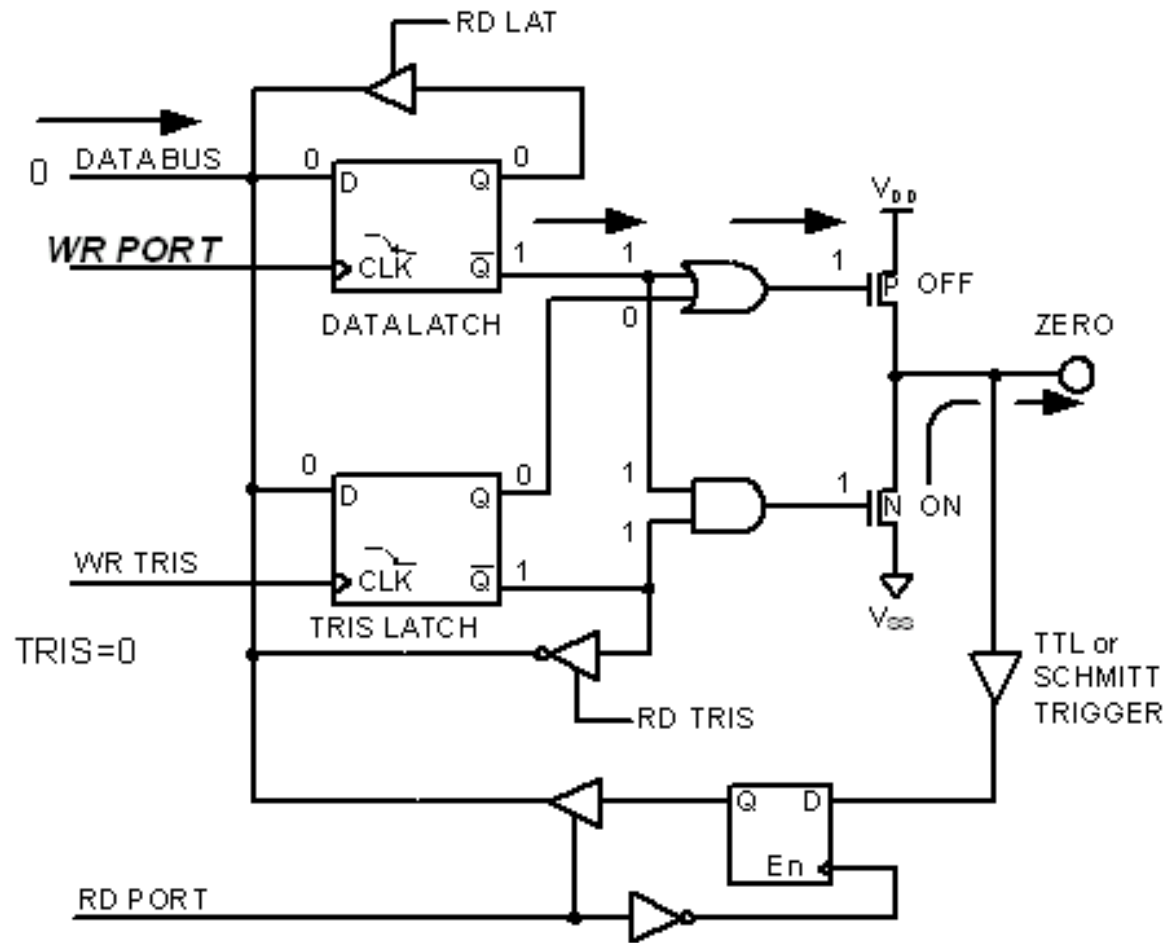 RD LAT
0
DATABUS
0
D
Q
0
V_DD
WR PORT
CLK
Q̅
1
1
1
P
OFF
DATA LATCH
0
ZERO
0
D
Q
0
1
1
N
ON
1
WR TRIS
CLK
Q̅
1
TRIS LATCH
V_SS
TRIS=0
TTL or
SCHMITT
TRIGGER
RD TRIS
Q
D
En
RD PORT